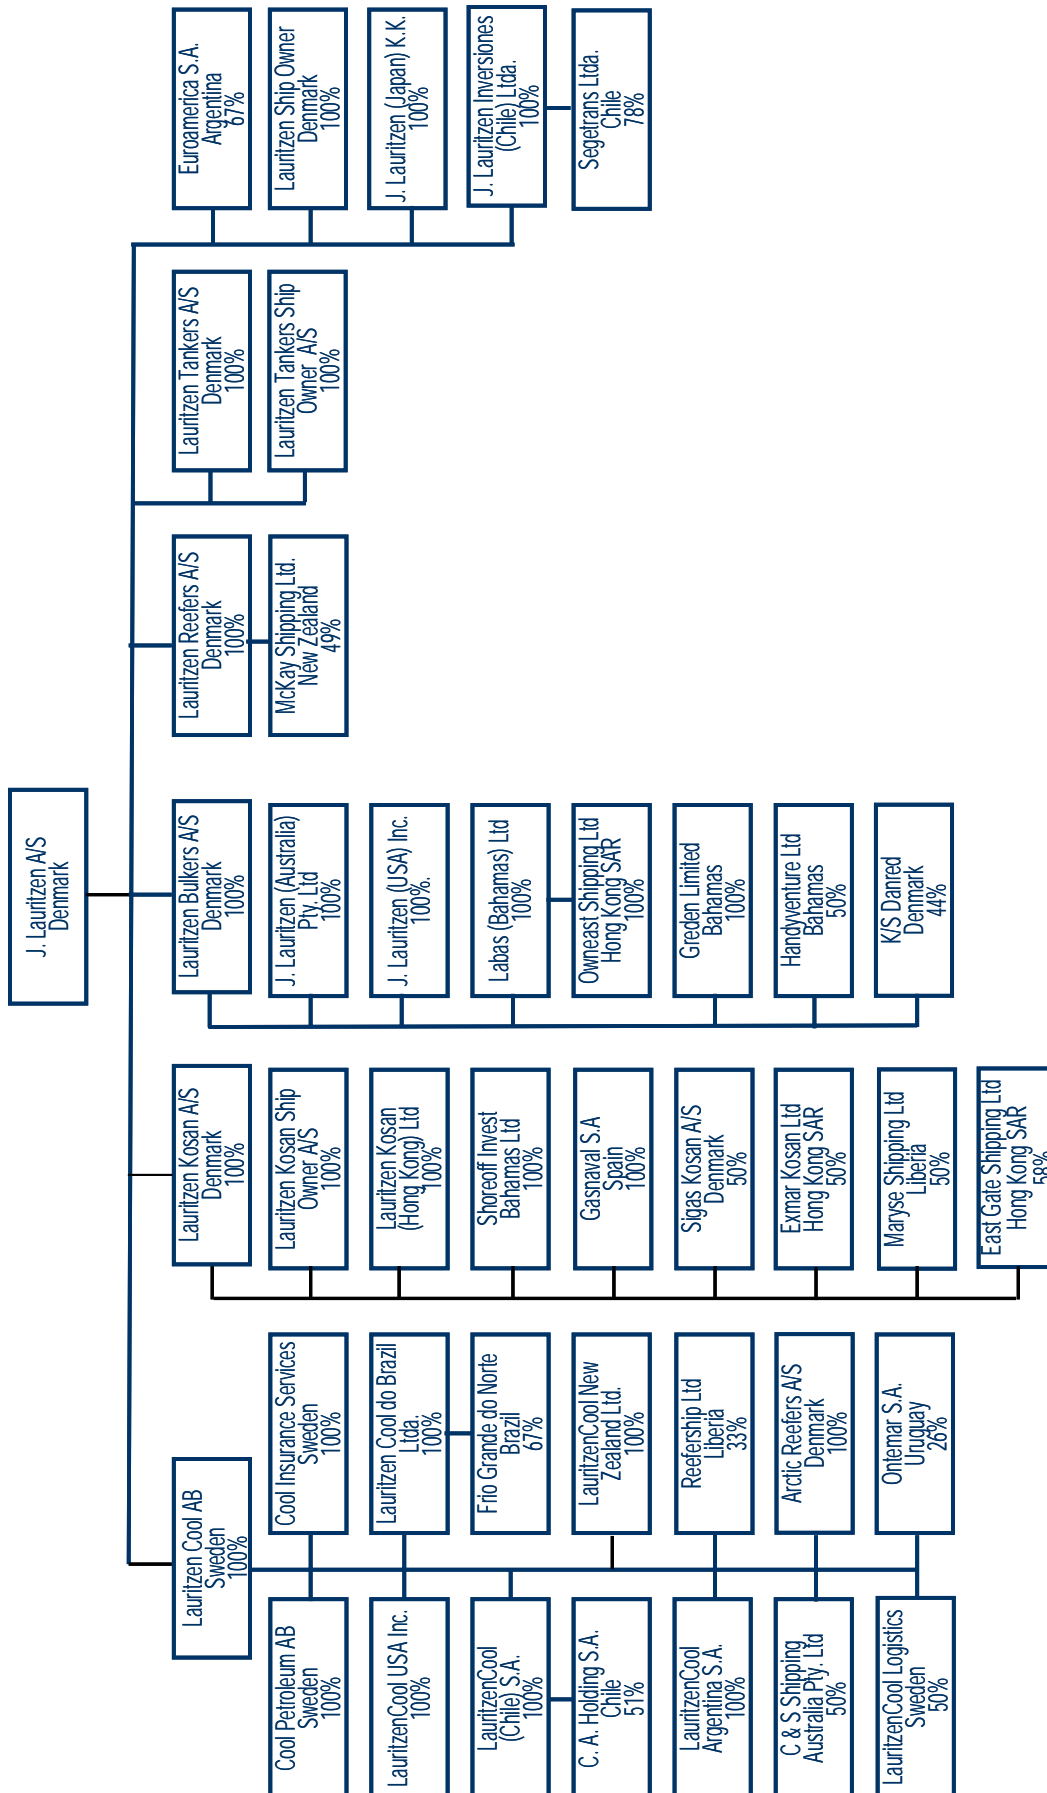 J. Lauritzen A/S
Denmark
Lauritzen Cool AB
Sweden
100%
Cool Petroleum AB
Sweden
100%
LauritzenCool USA Inc.
100%
LauritzenCool
(Chile) S.A.
100%
C. A. Holding S.A.
Chile
51%
LauritzenCool
Argentina S.A.
100%
C & S Shipping
Australia Pty. Ltd
50%
LauritzenCool Logistics
Sweden
50%
Cool Insurance Services
Sweden
100%
Lauritzen Cool do Brazil
Ltda.
100%
Frio Grande do Norte
Brazil
67%
LauritzenCool New
Zealand Ltd.
100%
Reefership Ltd
Liberia
33%
Arctic Reefers A/S
Denmark
100%
Ontemar S.A.
Uruguay
26%
Lauritzen Kosan A/S
Denmark
100%
Lauritzen Kosan Ship
Owner A/S
100%
Lauritzen Kosan
(Hong Kong) Ltd
100%
Shoreoff Invest
Bahamas Ltd
100%
Gasnaval S.A
Spain
100%
Sigas Kosan A/S
Denmark
50%
Exmar Kosan Ltd
Hong Kong SAR
50%
Maryse Shipping Ltd
Liberia
50%
East Gate Shipping Ltd
Hong Kong SAR
58%
Lauritzen Bulkers A/S
Denmark
100%
J. Lauritzen (Australia)
Pty. Ltd
100%
J. Lauritzen (USA) Inc.
100%.
Labas (Bahamas) Ltd
100%
Owneast Shipping Ltd
Hong Kong SAR
100%
Greden Limited
Bahamas
100%
Handyventure Ltd
Bahamas
50%
K/S Danred
Denmark
44%
Lauritzen Reefers A/S
Denmark
100%
McKay Shipping Ltd.
New Zealand
49%
Lauritzen Tankers A/S
Denmark
100%
Lauritzen Tankers Ship
Owner A/S
100%
Euroamerica S.A.
Argentina
67%
Lauritzen Ship Owner
Denmark
100%
J. Lauritzen (Japan) K.K.
100%
J. Lauritzen Inversiones
(Chile) Ltda.
100%
Segetrans Ltda.
Chile
78%